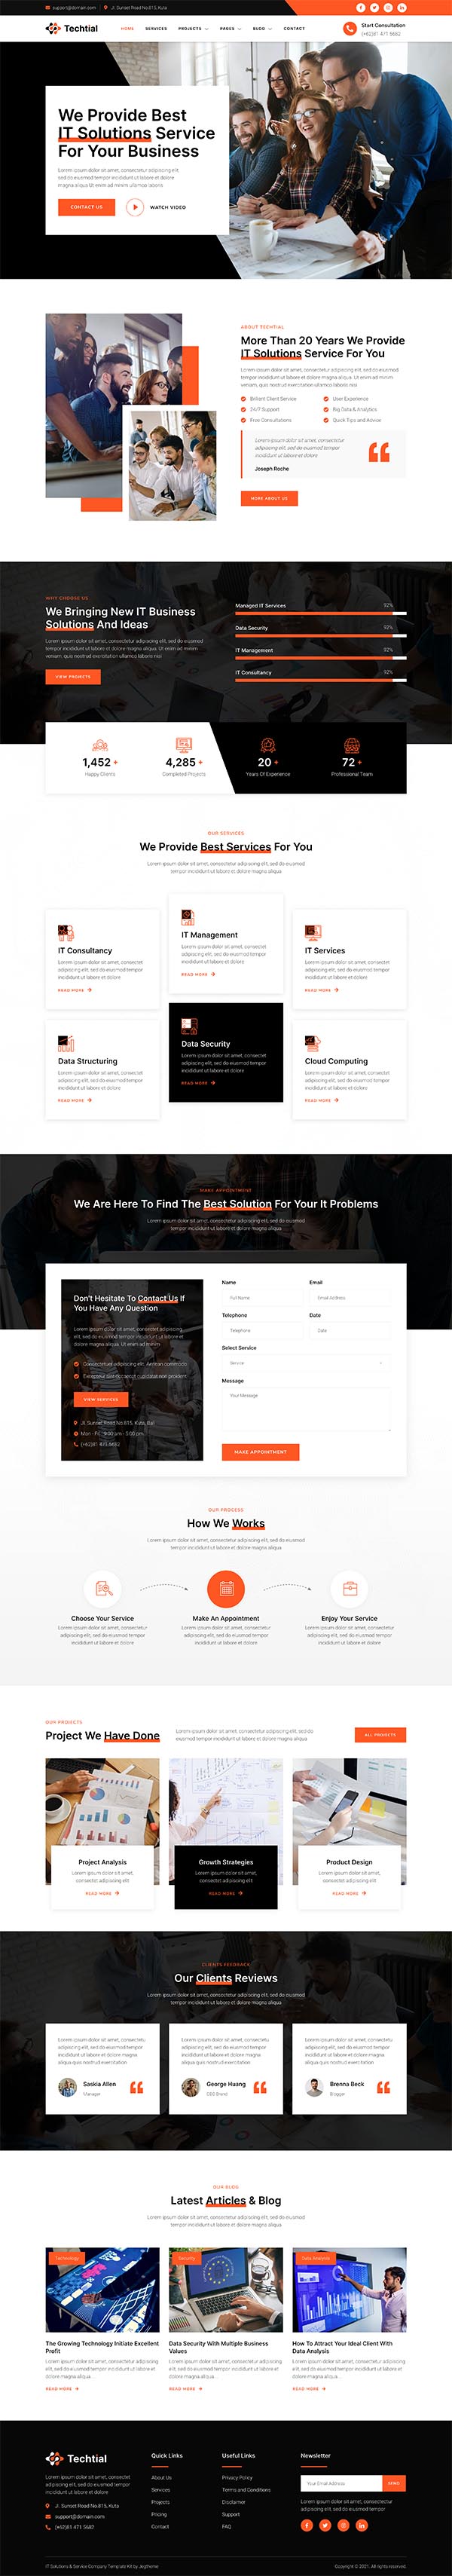 support@domain.com
Jl. Sunset Road No.815, Kuta
Techtial
HOME
SERVICES
PROJECTS
PAGES
BLOG
CONTACT
Start Consultation
(+62)81 471 5682
We Provide Best
IT Solutions Service
For Your Business
Lorem ipsum dolor sit amet, consectetur adipiscing elit,
sed do eiusmod tempor incididunt ut labore et dolore
magna aliqua Ut enim ad minim ullamco laboris
CONTACT US
WATCH VIDEO
ABOUT TECHTIAL
More Than 20 Years We Provide
IT Solutions Service For You
Lorem ipsum dolor sit amet, consectetur adipiscing elit, sed do eiusmod
tempor incididunt ut labore et dolore magna aliqua. Ut enim ad minim
veniam, quis nostrud exercitation ullamco laboris nisi
Brilliant Client Service
User Experience
24/7 Support
Big Data & Analytics
Free Consultations
Quick Tips and Advice
Lorem ipsum dolor sit amet, consectetur
adipiscing elit, sed do eiusmod tempor
incididunt ut labore et dolore
Joseph Roche
MORE ABOUT US
WHY CHOOSE US
We Bringing New IT Business
Solutions And Ideas
Lorem ipsum dolor sit amet, consectetur adipiscing elit, sed do
eiusmod tempor incididunt ut labore et dolore magna aliqua. Ut enim ad minim
veniam, quis nostrud exercitation ullamco laboris nisi
VIEW PROJECTS
Managed IT Services
92%
Data Security
92%
IT Management
92%
IT Consultancy
92%
1,452 +
Happy Clients
4,285 +
Completed Projects
20 +
Years Of Experience
72 +
Professional Team
OUR SERVICES
We Provide Best Services For You
Lorem ipsum dolor sit amet, consectetur adipiscing elit, sed do eiusmod
tempor incididunt ut labore et dolore magna aliqua
IT Consultancy
Lorem ipsum dolor sit amet, consectet
adipiscing elit, sed do eiusmod tempor
incididunt ut labore et dolore
READ MORE
IT Management
Lorem ipsum dolor sit amet, consectet
adipiscing elit, sed do eiusmod tempor
incididunt ut labore et dolore
READ MORE
IT Services
Lorem ipsum dolor sit amet, consectet
adipiscing elit, sed do eiusmod tempor
incididunt ut labore et dolore
READ MORE
Data Structuring
Lorem ipsum dolor sit amet, consectet
adipiscing elit, sed do eiusmod tempor
incididunt ut labore et dolore
READ MORE
Data Security
Lorem ipsum dolor sit amet, consectet
adipiscing elit, sed do eiusmod tempor
incididunt ut labore et dolore
READ MORE
Cloud Computing
Lorem ipsum dolor sit amet, consectet
adipiscing elit, sed do eiusmod tempor
incididunt ut labore et dolore
READ MORE
MAKE APPOINTMENT
We Are Here To Find The Best Solution For Your It Problems
Lorem ipsum dolor sit amet, consectetur adipiscing elit, sed do eiusmod
tempor incididunt ut labore et dolore magna aliqua
Don't Hesitate To Contact Us If
You Have Any Question
Lorem ipsum dolor sit amet, consectetur adipiscing
elit, sed do eiusmod tempor incididunt ut labore et
dolore magna aliqua. Ut enim ad minim
Consectetuer adipiscing elit. Aenean commodo
Excepteur sint occaecat cupidatat non proident
VIEW SERVICES
Jl. Sunset Road No.815, Kuta, Bali
Mon - Fri : 9:00 am - 5:00 pm
(+62)81 471 5682
Name
Email
Full Name
Email Address
Telephone
Date
Telephone
Date
Select Service
Service
Message
Your Message
MAKE APPOINTMENT
OUR PROCESS
How We Works
Lorem ipsum dolor sit amet, consectetur adipiscing elit, sed do eiusmod
tempor incididunt ut labore et dolore magna aliqua
Choose Your Service
Lorem ipsum dolor sit amet, consectetur
adipiscing elit, sed do eiusmod tempor
incididunt ut labore et dolore
Make An Appointment
Lorem ipsum dolor sit amet, consectetur
adipiscing elit, sed do eiusmod tempor
incididunt ut labore et dolore
Enjoy Your Service
Lorem ipsum dolor sit amet, consectetur
adipiscing elit, sed do eiusmod tempor
incididunt ut labore et dolore
OUR PROJECTS
Project We Have Done
Lorem ipsum dolor sit amet, consectetur adipiscing elit, sed do
eiusmod tempor incididunt ut labore et dolore magna aliqua
ALL PROJECTS
Project Analysis
Lorem ipsum dolor sit amet,
consectet adipiscing elit
READ MORE
Growth Strategies
Lorem ipsum dolor sit amet,
consectet adipiscing elit
READ MORE
Product Design
Lorem ipsum dolor sit amet,
consectet adipiscing elit
READ MORE
CLIENTS FEEDBACK
Our Clients Reviews
Lorem ipsum dolor sit amet, consectetur adipiscing elit, sed do eiusmod
tempor incididunt ut labore et dolore magna aliqua
Lorem ipsum dolor sit amet, consectetu
adipiscing elit, sed do eiusmod tempor
incididunt ut labore et dolore magna
aliqua quis nostrud exercitation
Saskia Allen
Manager
Lorem ipsum dolor sit amet, consectetu
adipiscing elit, sed do eiusmod tempor
incididunt ut labore et dolore magna
aliqua quis nostrud exercitation
George Huang
CEO Brand
Lorem ipsum dolor sit amet, consectetu
adipiscing elit, sed do eiusmod tempor
incididunt ut labore et dolore magna
aliqua quis nostrud exercitation
Brenna Beck
Blogger
OUR BLOG
Latest Articles & Blog
Lorem ipsum dolor sit amet, consectetur adipiscing elit, sed do eiusmod
tempor incididunt ut labore et dolore magna aliqua
Technology
The Growing Technology Initiate Excellent
Profit
Lorem ipsum dolor sit amet, consectetur adipiscing
elit, sed do eiusmod tempor incididunt ut labore et
dolore magna aliqua...
READ MORE
Security
Data Security With Multiple Business
Values
Lorem ipsum dolor sit amet, consectetur adipiscing
elit, sed do eiusmod tempor incididunt ut labore et
dolore magna aliqua...
READ MORE
Data Analysis
How To Attract Your Ideal Client With
Data Analysis
Lorem ipsum dolor sit amet, consectetur adipiscing
elit, sed do eiusmod tempor incididunt ut labore et
dolore magna aliqua...
READ MORE
Techtial
Lorem ipsum dolor sit amet, consectetur
adipiscing elit, sed do eiusmod tempor
incididunt ut labore et dolore
Jl. Sunset Road No.815, Kuta
support@domain.com
(+62)81 471 5682
Quick Links
About Us
Services
Projects
Pricing
Contact
Useful Links
Privacy Policy
Terms and Conditions
Disclaimer
Support
FAQ
Newsletter
Your Email Address
SEND
Lorem ipsum dolor sit amet, consectetur
adipiscing elit, sed do eiusmod tempor
IT Solutions & Service Company Template Kit by Jegtheme
Copyright © 2021. All rights reserved.